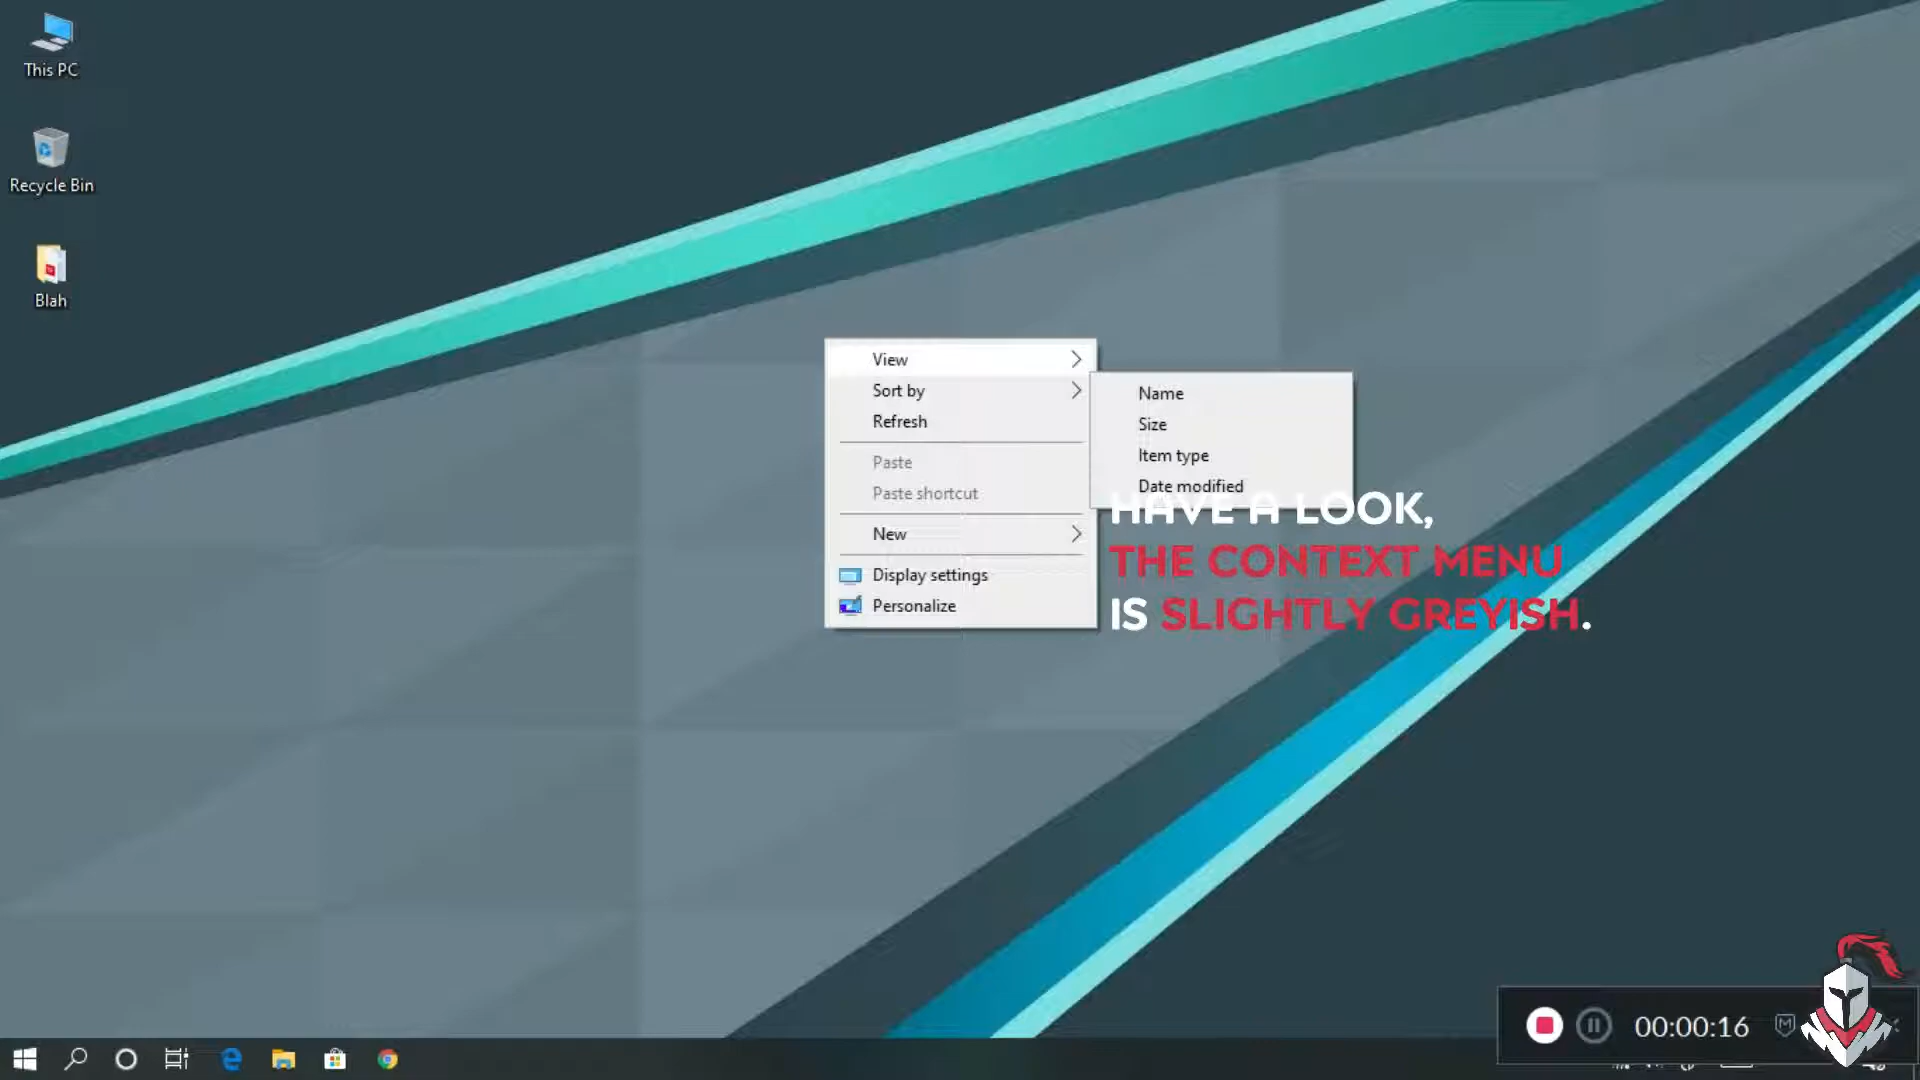 This PC
Recycle Bin
Blah
View
Sort by
Refresh
Paste
Paste shortcut
New
Display settings
Personalize
Name
Size
Item type
Date modified
HAVE A LOOK,
THE CONTEXT MENU
IS SLIGHTLY GREYISH.
00:00:16